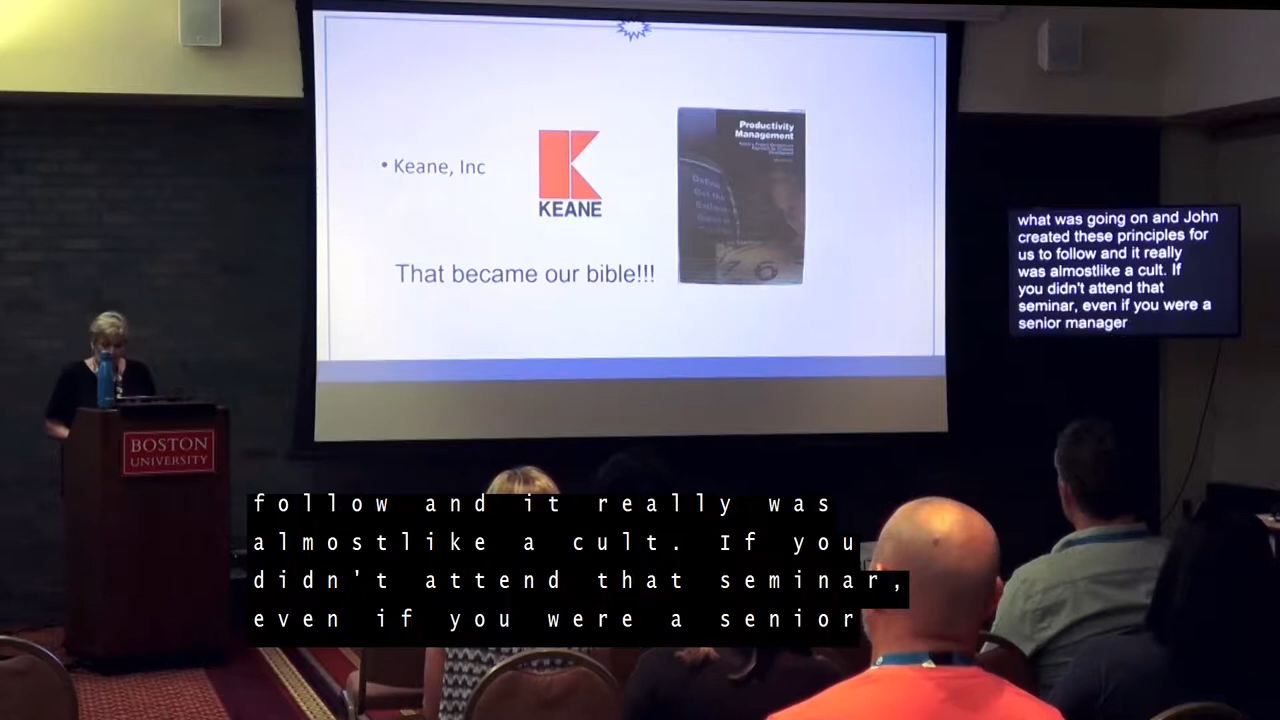 • Keane, Inc
KEANE
Productivity
Management
That became our bible!!!
BOSTON
UNIVERSITY
what was going on and John
created these principles for
us to follow and it really
was almostlike a cult. If
you didn't attend that
seminar, even if you were a
senior manager
follow and it really was
almostlike a cult. If you
didn't attend that seminar,
even if you were a senior